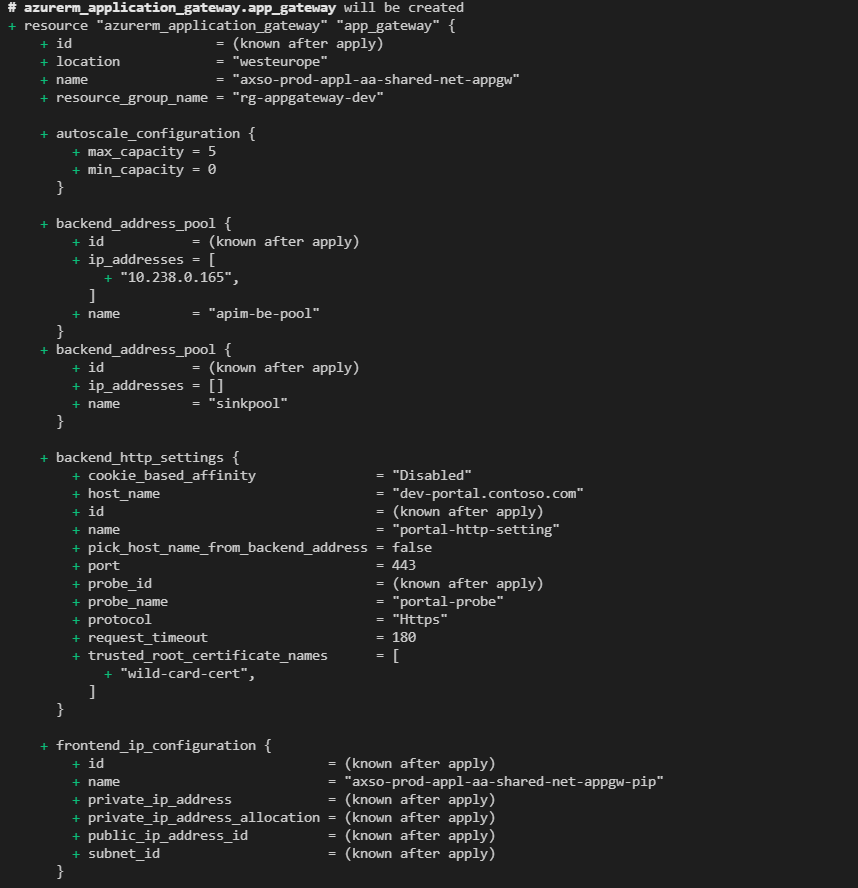 # azurerm_application_gateway.app_gateway will be created
+ resource "azurerm_application_gateway" "app_gateway" {
    + id                  = (known after apply)
    + location            = "westeurope"
    + name                = "axso-prod-appl-aa-shared-net-appgw"
    + resource_group_name = "rg-appgateway-dev"

    + autoscale_configuration {
        + max_capacity = 5
        + min_capacity = 0
      }

    + backend_address_pool {
        + id           = (known after apply)
        + ip_addresses = [
            + "10.238.0.165",
          ]
        + name         = "apim-be-pool"
      }
    + backend_address_pool {
        + id           = (known after apply)
        + ip_addresses = []
        + name         = "sinkpool"
      }

    + backend_http_settings {
        + cookie_based_affinity               = "Disabled"
        + host_name                           = "dev-portal.contoso.com"
        + id                                  = (known after apply)
        + name                                = "portal-http-setting"
        + pick_host_name_from_backend_address = false
        + port                                = 443
        + probe_id                            = (known after apply)
        + probe_name                          = "portal-probe"
        + protocol                            = "Https"
        + request_timeout                     = 180
        + trusted_root_certificate_names      = [
            + "wild-card-cert",
          ]
      }

    + frontend_ip_configuration {
        + id                            = (known after apply)
        + name                          = "axso-prod-appl-aa-shared-net-appgw-pip"
        + private_ip_address            = (known after apply)
        + private_ip_address_allocation = (known after apply)
        + public_ip_address_id          = (known after apply)
        + subnet_id                     = (known after apply)
      }